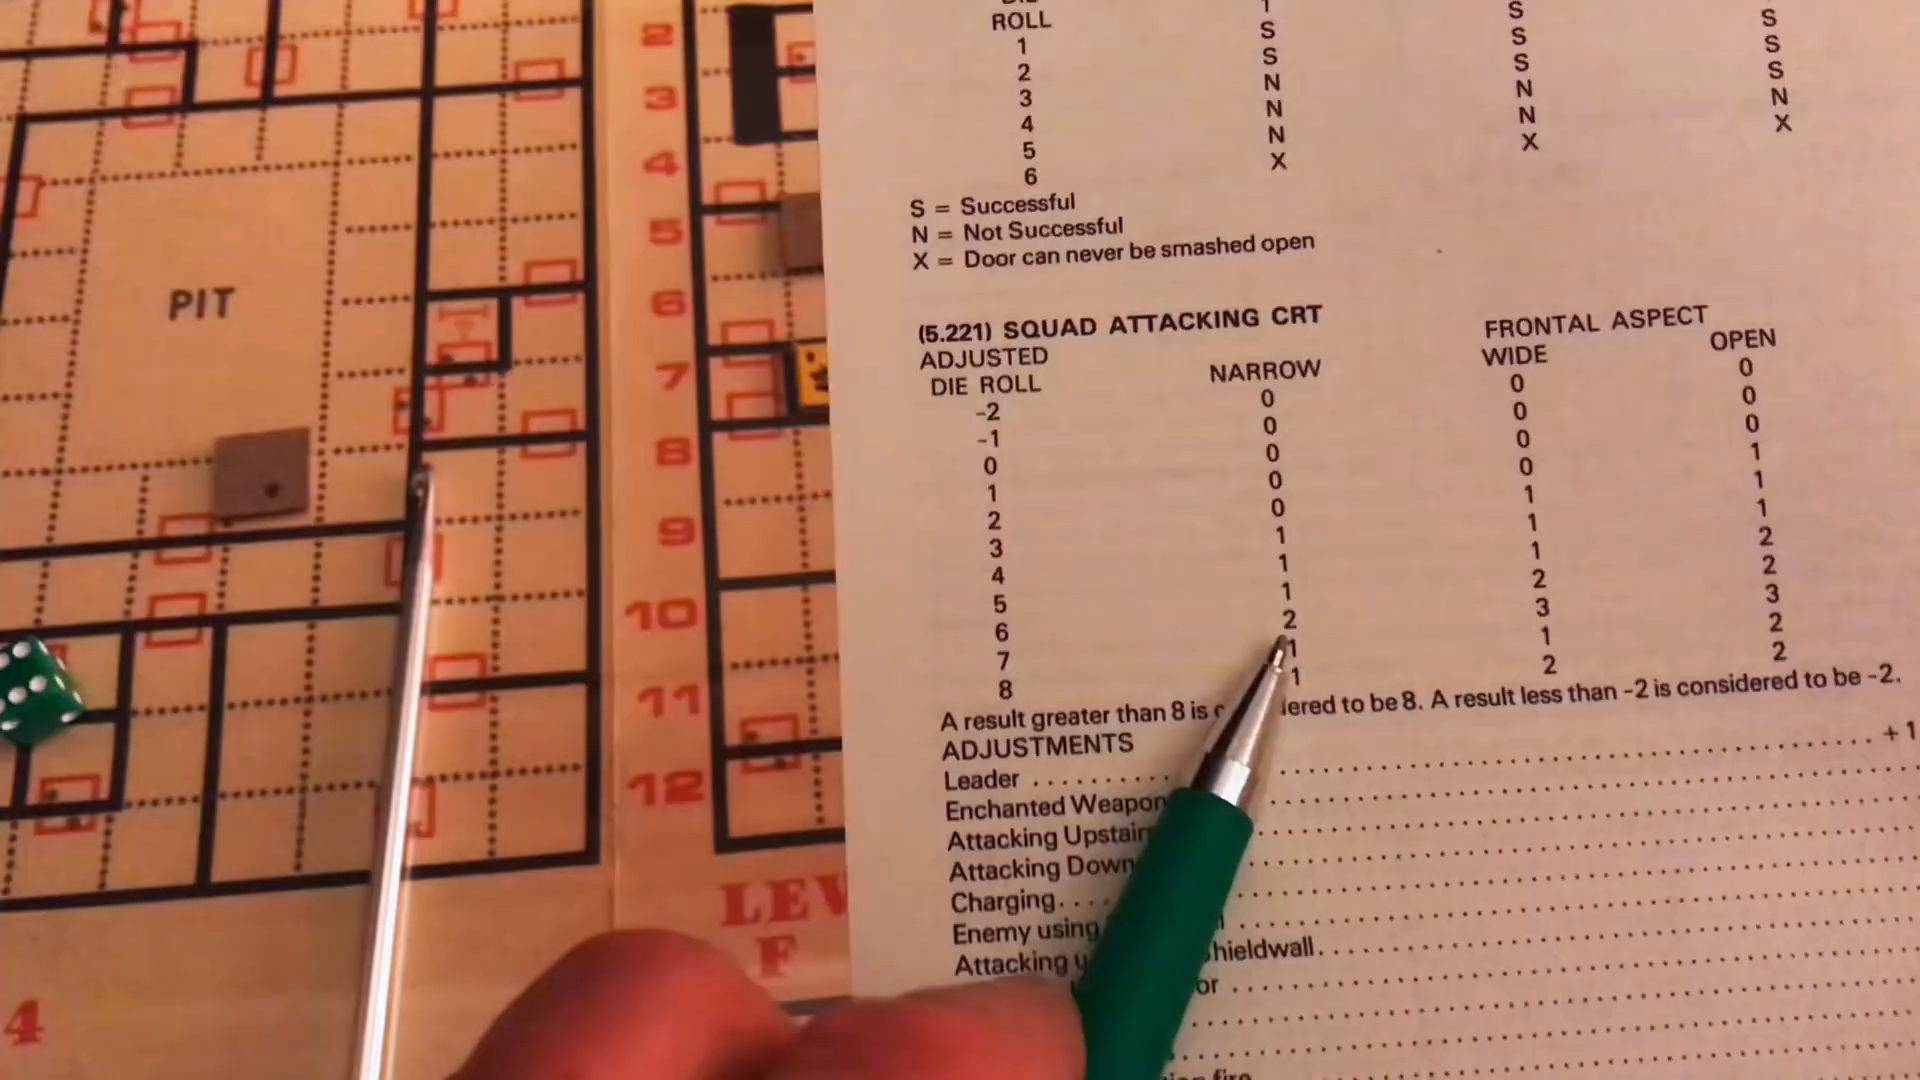 2
3
4
5
6
7
8
9
10
11
12
PIT
4
LEV
F
ROLL
1 S S
2 S S S
3 N S S
4 N N S
5 N N N
6 X X X
S = Successful
N = Not Successful
X = Door can never be smashed open
(5.221) SQUAD ATTACKING CRT
FRONTAL ASPECT
ADJUSTED
DIE ROLL NARROW WIDE OPEN
-2 0 0 0
-1 0 0 0
0 0 0 0
1 0 0 1
2 0 1 1
3 1 1 1
4 1 1 2
5 1 2 2
6 2 3 3
7 1 1 2
8 1 2 2
A result greater than 8 is to be 8. A result less than -2 is considered to be -2.
ADJUSTMENTS
Leader .......... +1
Enchanted Weapon
Attacking Upstair
Attacking Down
Charging....
Enemy using
Attacking hieldwall.
or
fire